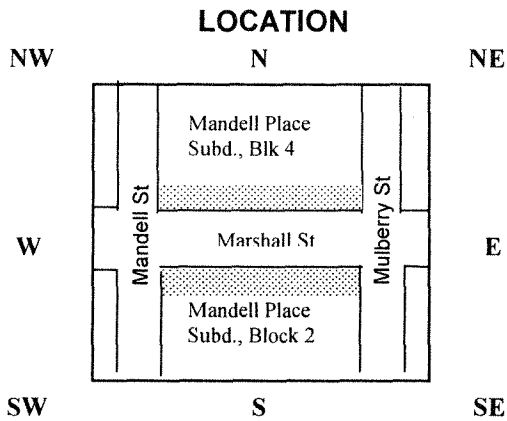 LOCATION
NW N NE
Mandell Place
Subd., Blk 4
Mandell St
Mulberry St
W Marshall St E
Mandell Place
Subd., Block 2
SW S SE